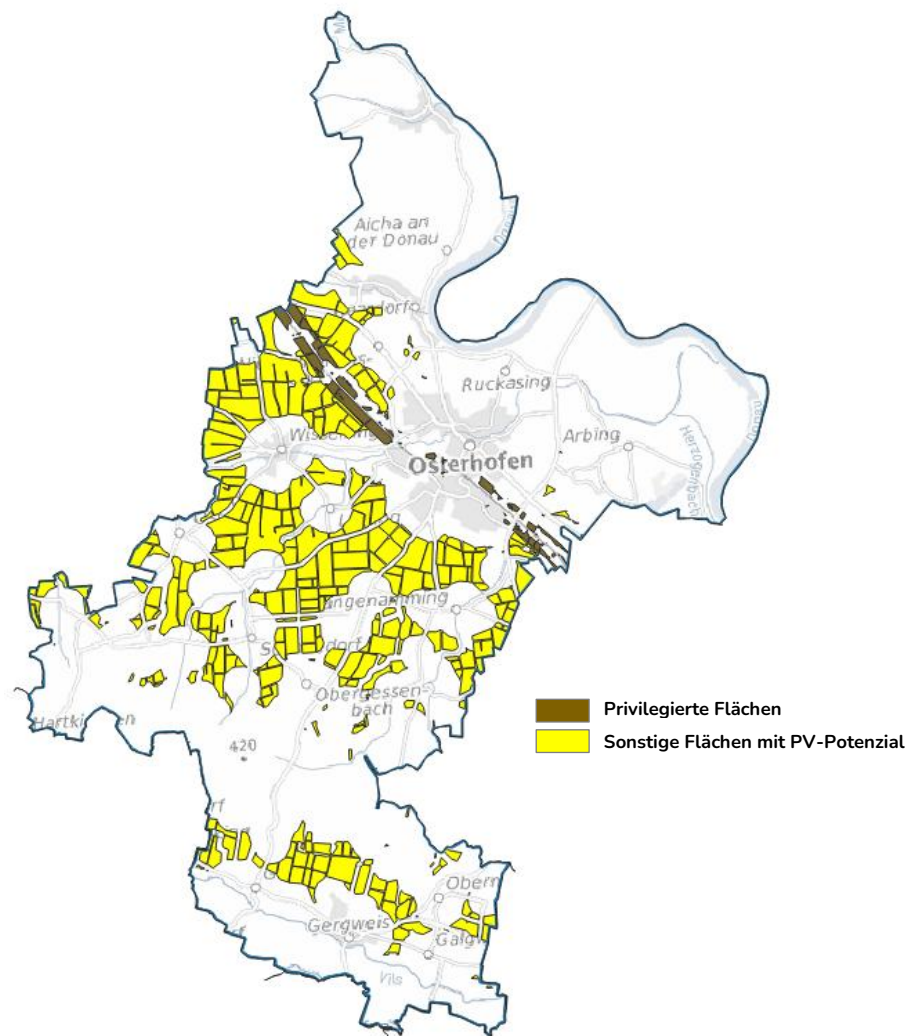 Aicha an
der Donau
Donau
Ruckasing
Arbing
Herzogenbach
Donau
Osterhofen
Langenamming
Obergessen-
bach
420
Privilegierte Flächen
Sonstige Flächen mit PV-Potenzial
Gergweis
Vils